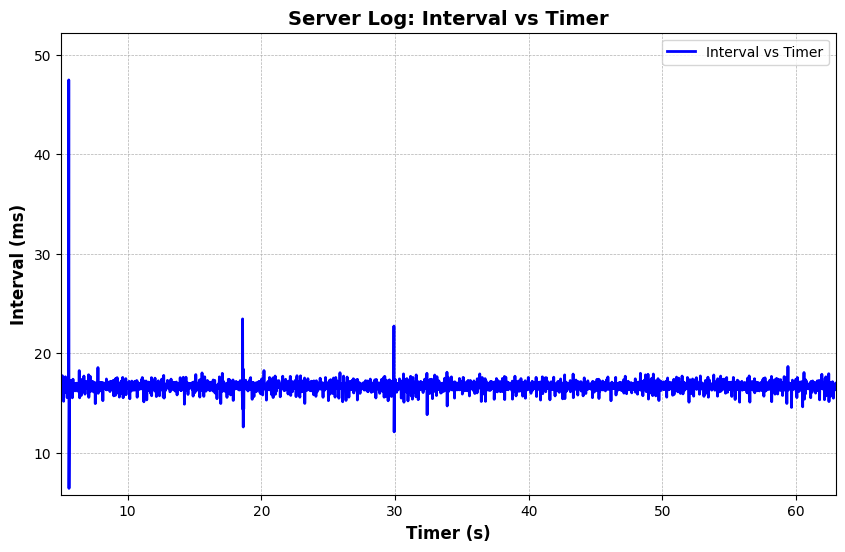 Server Log: Interval vs Timer
Interval vs Timer
50
40
30
20
10
Interval (ms)
10 20 30 40 50 60
Timer (s)